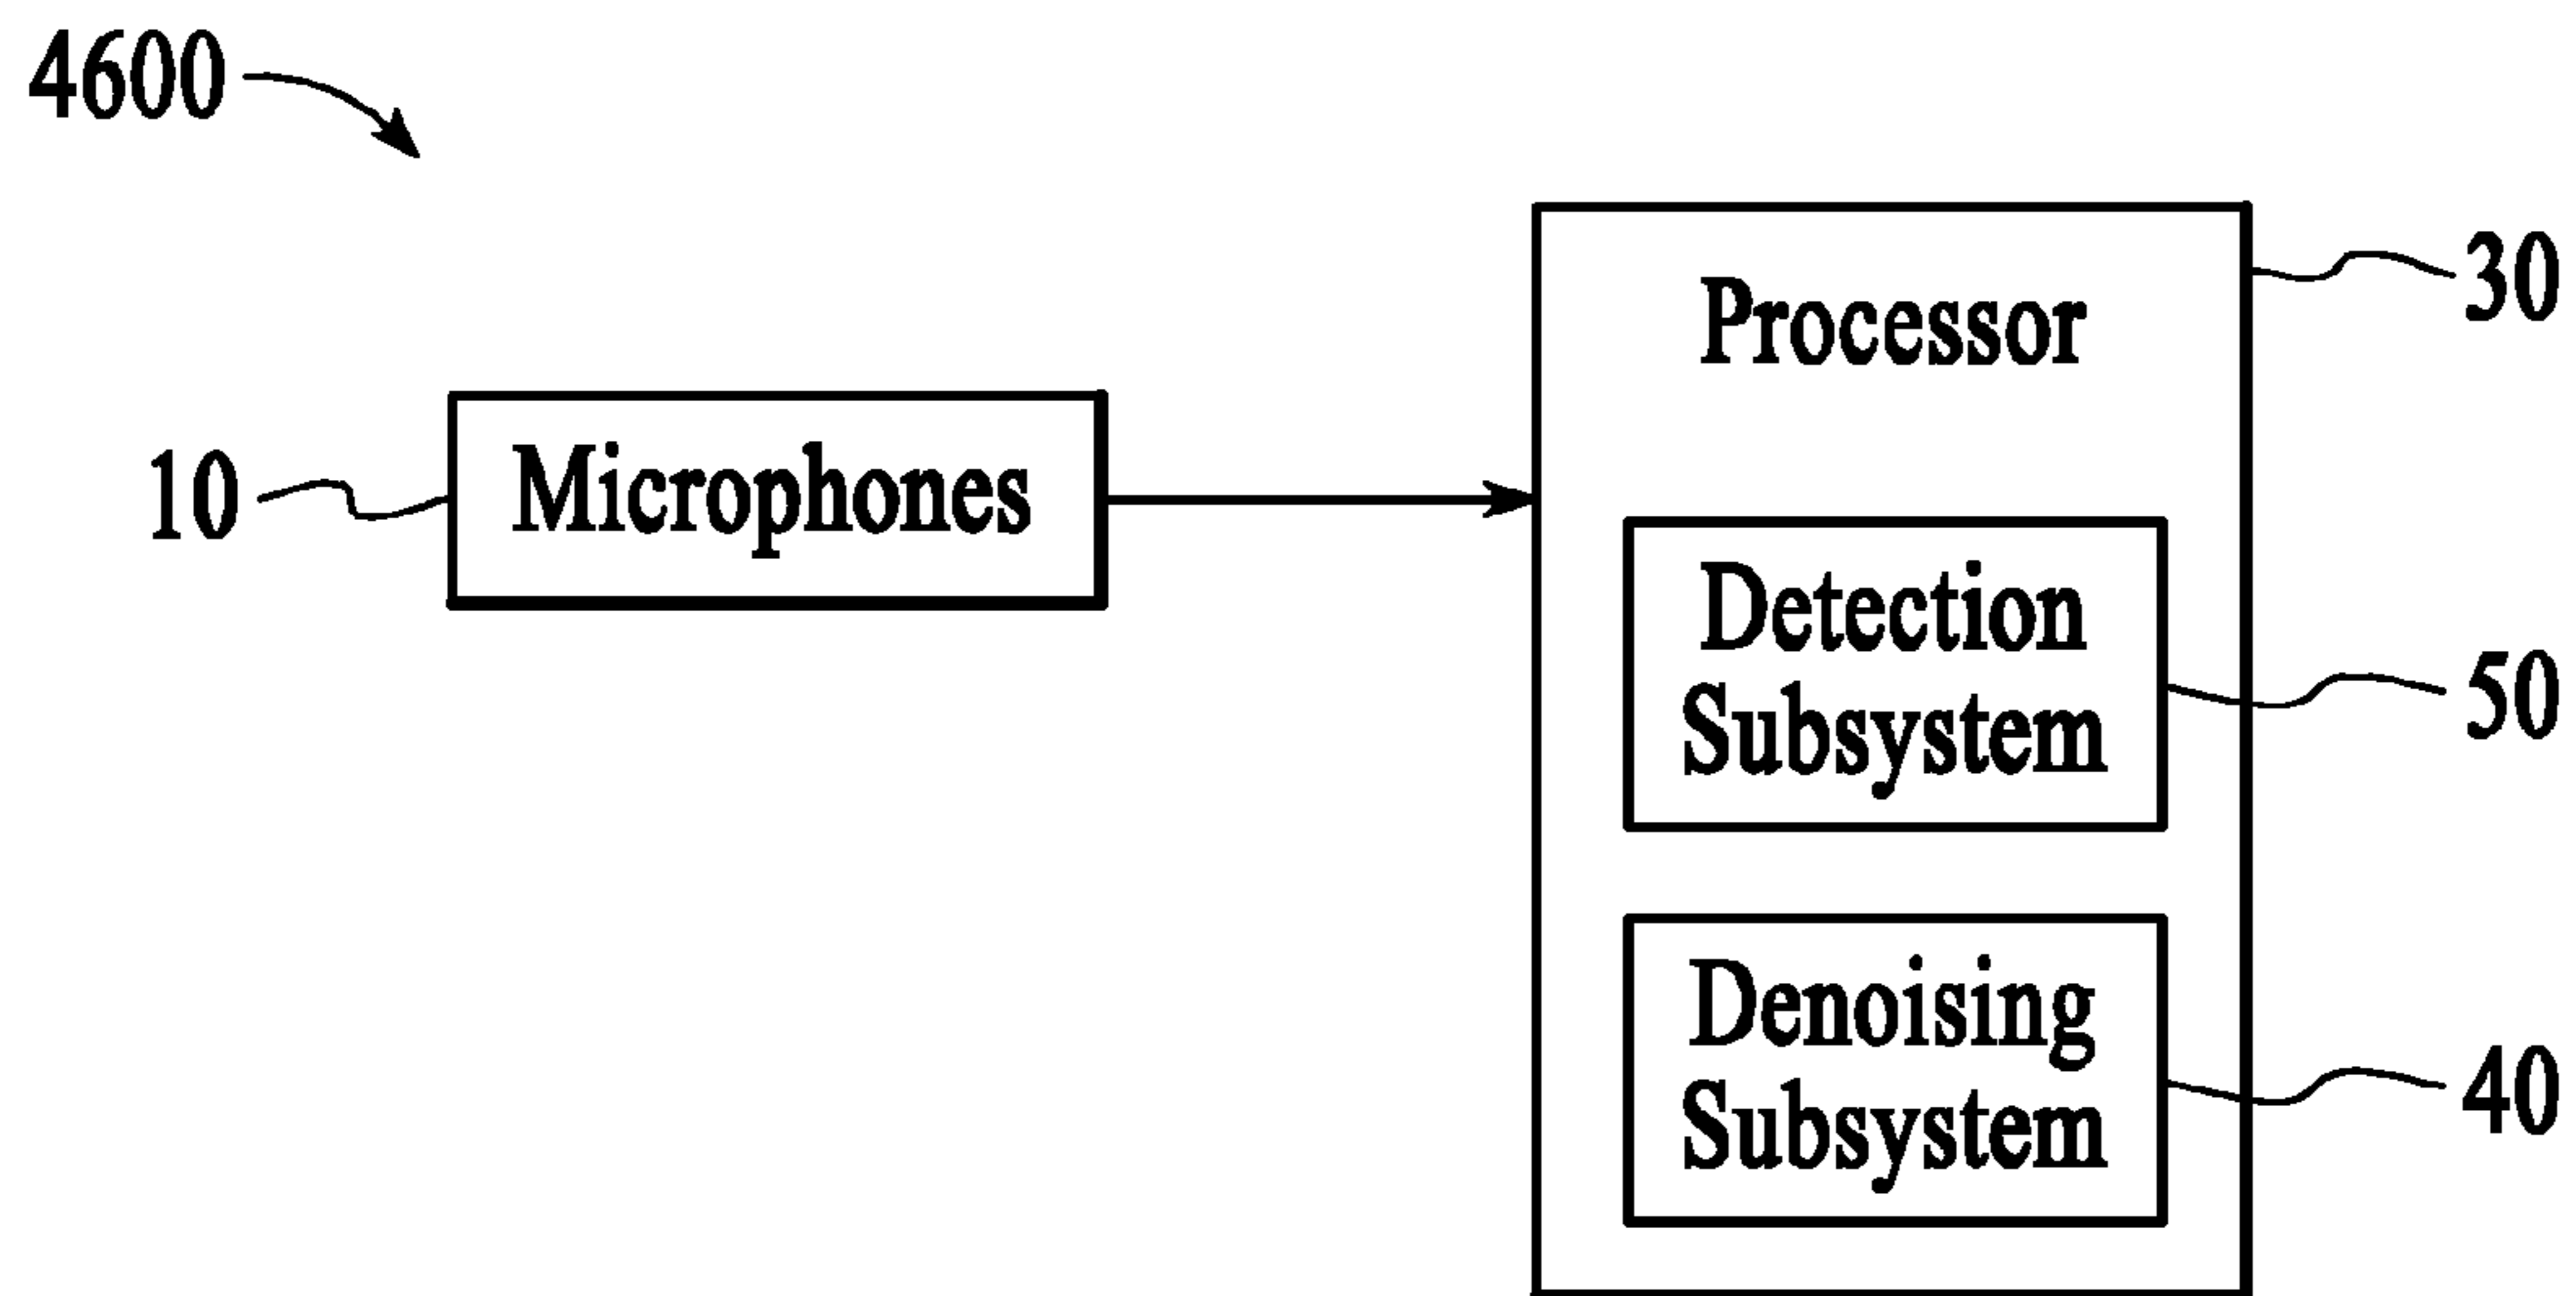 4600
Processor
30
10
Microphones
Detection
Subsystem
50
Denoising
Subsystem
40